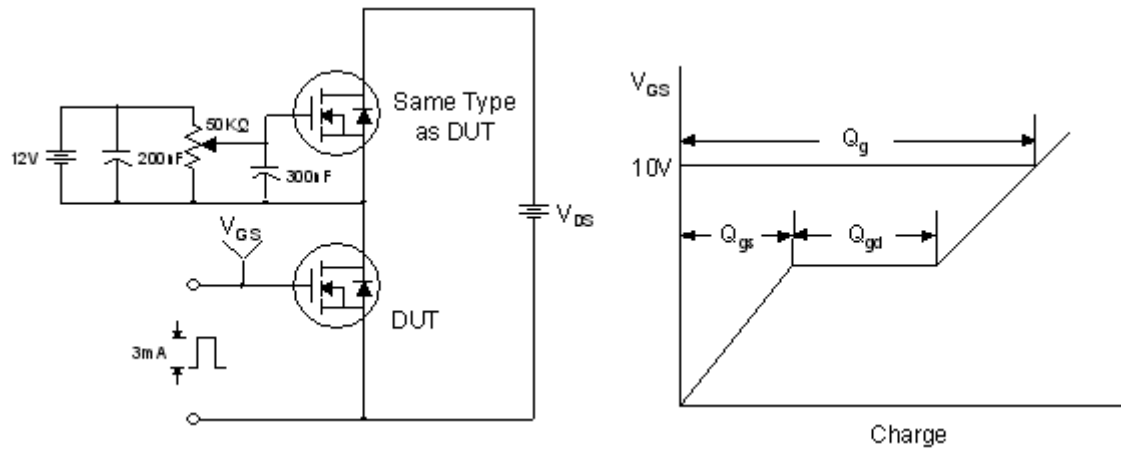 Same Type
as DUT
50KΩ
12V
200nF
300nF
V_GS
V_DS
DUT
3mA
V_GS
10V
Q_g
Q_gs
Q_gd
Charge